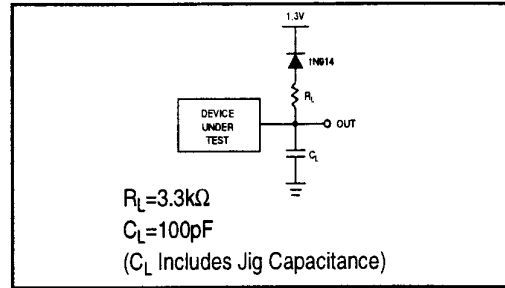 1.3V
1N914
RL
DEVICE
UNDER
TEST
OUT
CL
RL=3.3kΩ
CL=100pF
(CL Includes Jig Capacitance)